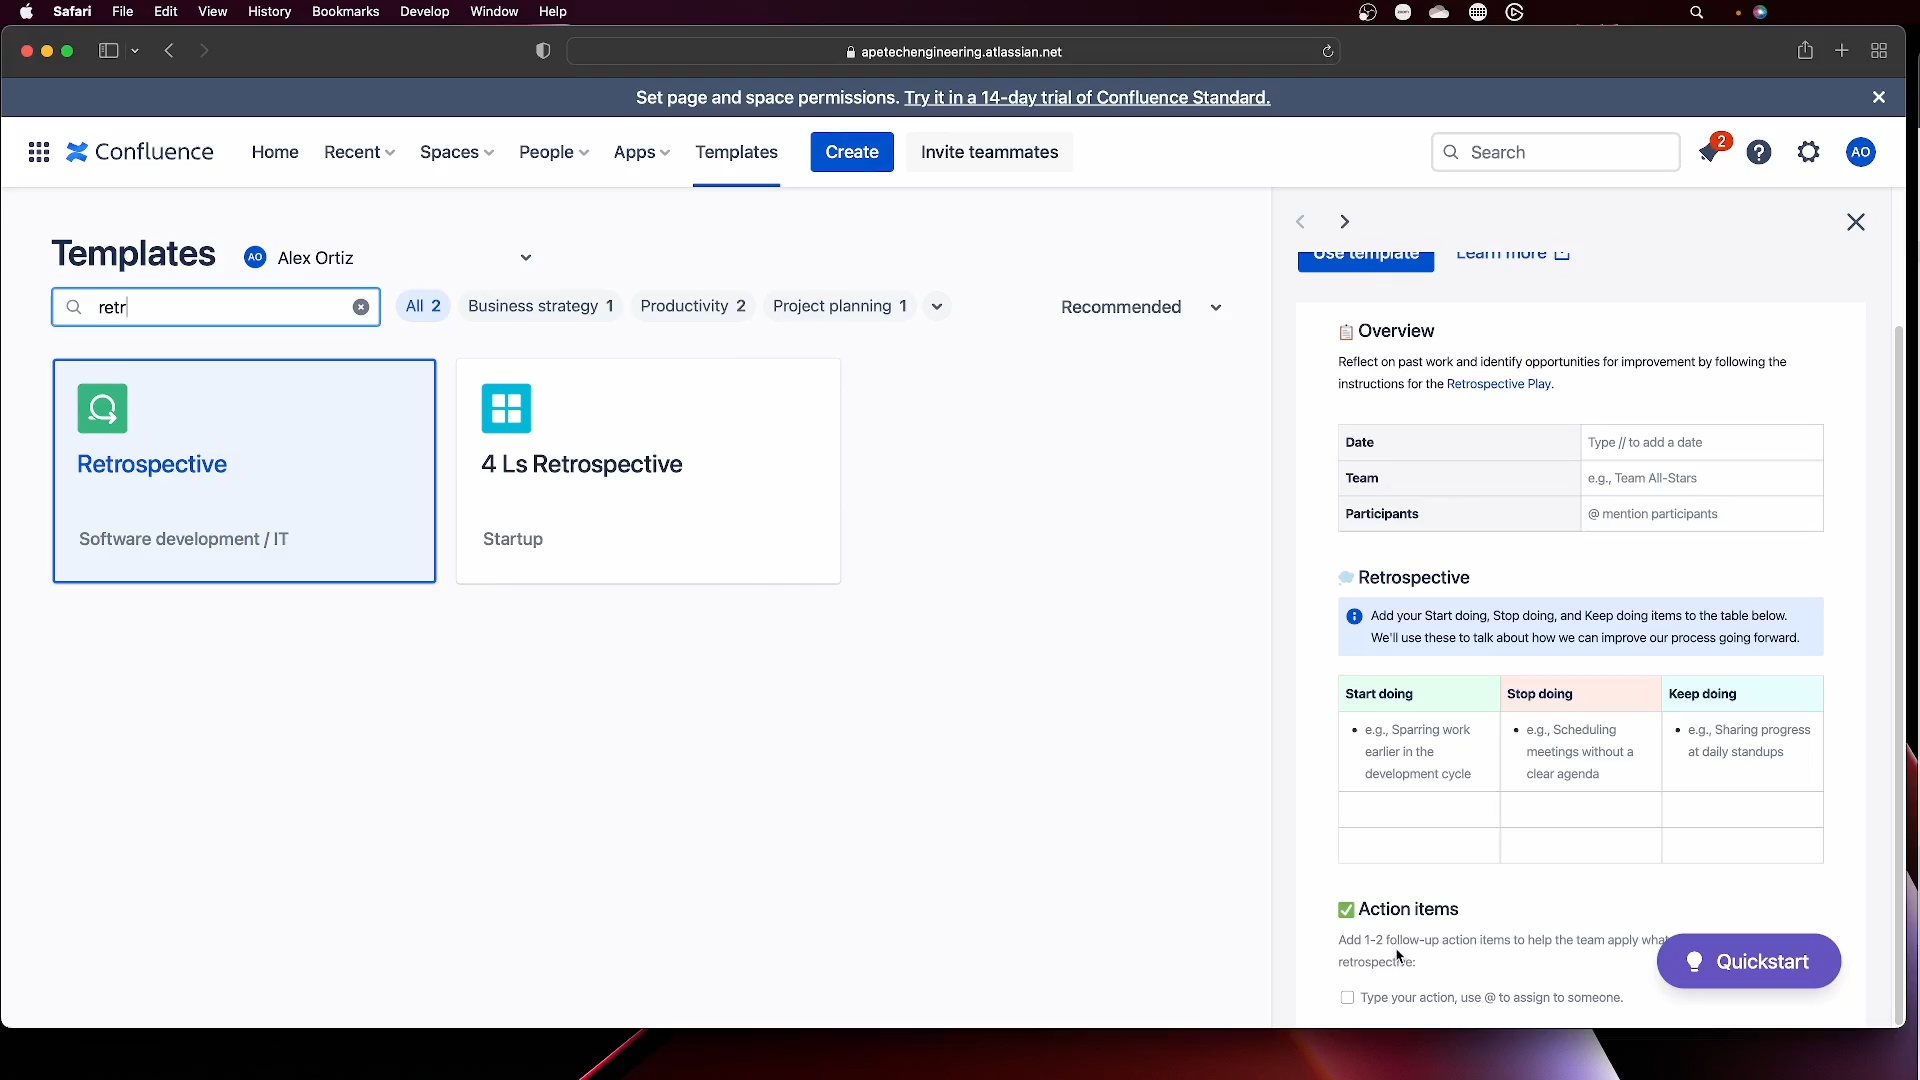 Safari File Edit View History Bookmarks Develop Window Help
apetechengineering.atlassian.net
Set page and space permissions. Try it in a 14-day trial of Confluence Standard.
Confluence Home Recent Spaces People Apps Templates Create Invite teammates Search 2 AO
Templates AO Alex Ortiz
retr All 2 Business strategy 1 Productivity 2 Project planning 1 Recommended
Retrospective
Software development / IT
4 Ls Retrospective
Startup
Use template Learn more
📋 Overview
Reflect on past work and identify opportunities for improvement by following the
instructions for the Retrospective Play.
Date Type // to add a date
Team e.g., Team All-Stars
Participants @ mention participants
Retrospective
Add your Start doing, Stop doing, and Keep doing items to the table below.
We'll use these to talk about how we can improve our process going forward.
Start doing Stop doing Keep doing
• e.g., Sparring work • e.g., Scheduling • e.g., Sharing progress
earlier in the meetings without a at daily standups
development cycle clear agenda
✅ Action items
Add 1-2 follow-up action items to help the team apply what
retrospective:
Type your action, use @ to assign to someone.
Quickstart